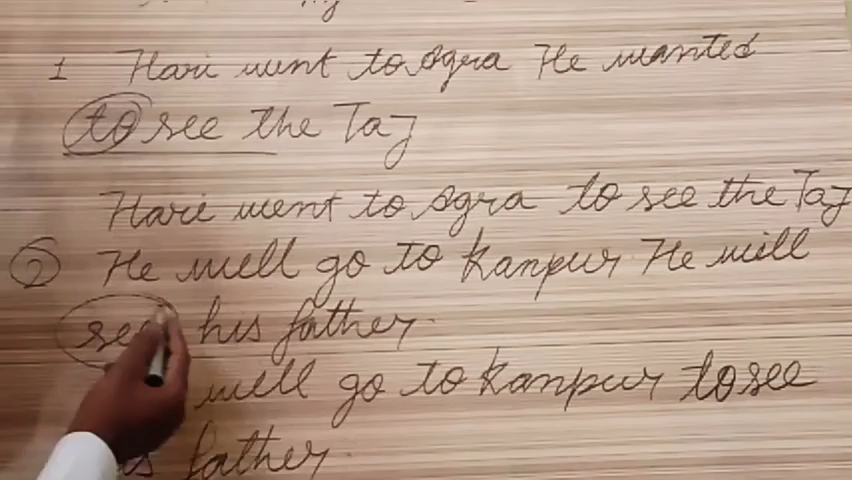 1 Hari went to Agra He wanted
to see the Taj
Hari went to Agra to see the Taj
2 He will go to Kanpur He will
see his father.
will go to Kanpur to see
father.